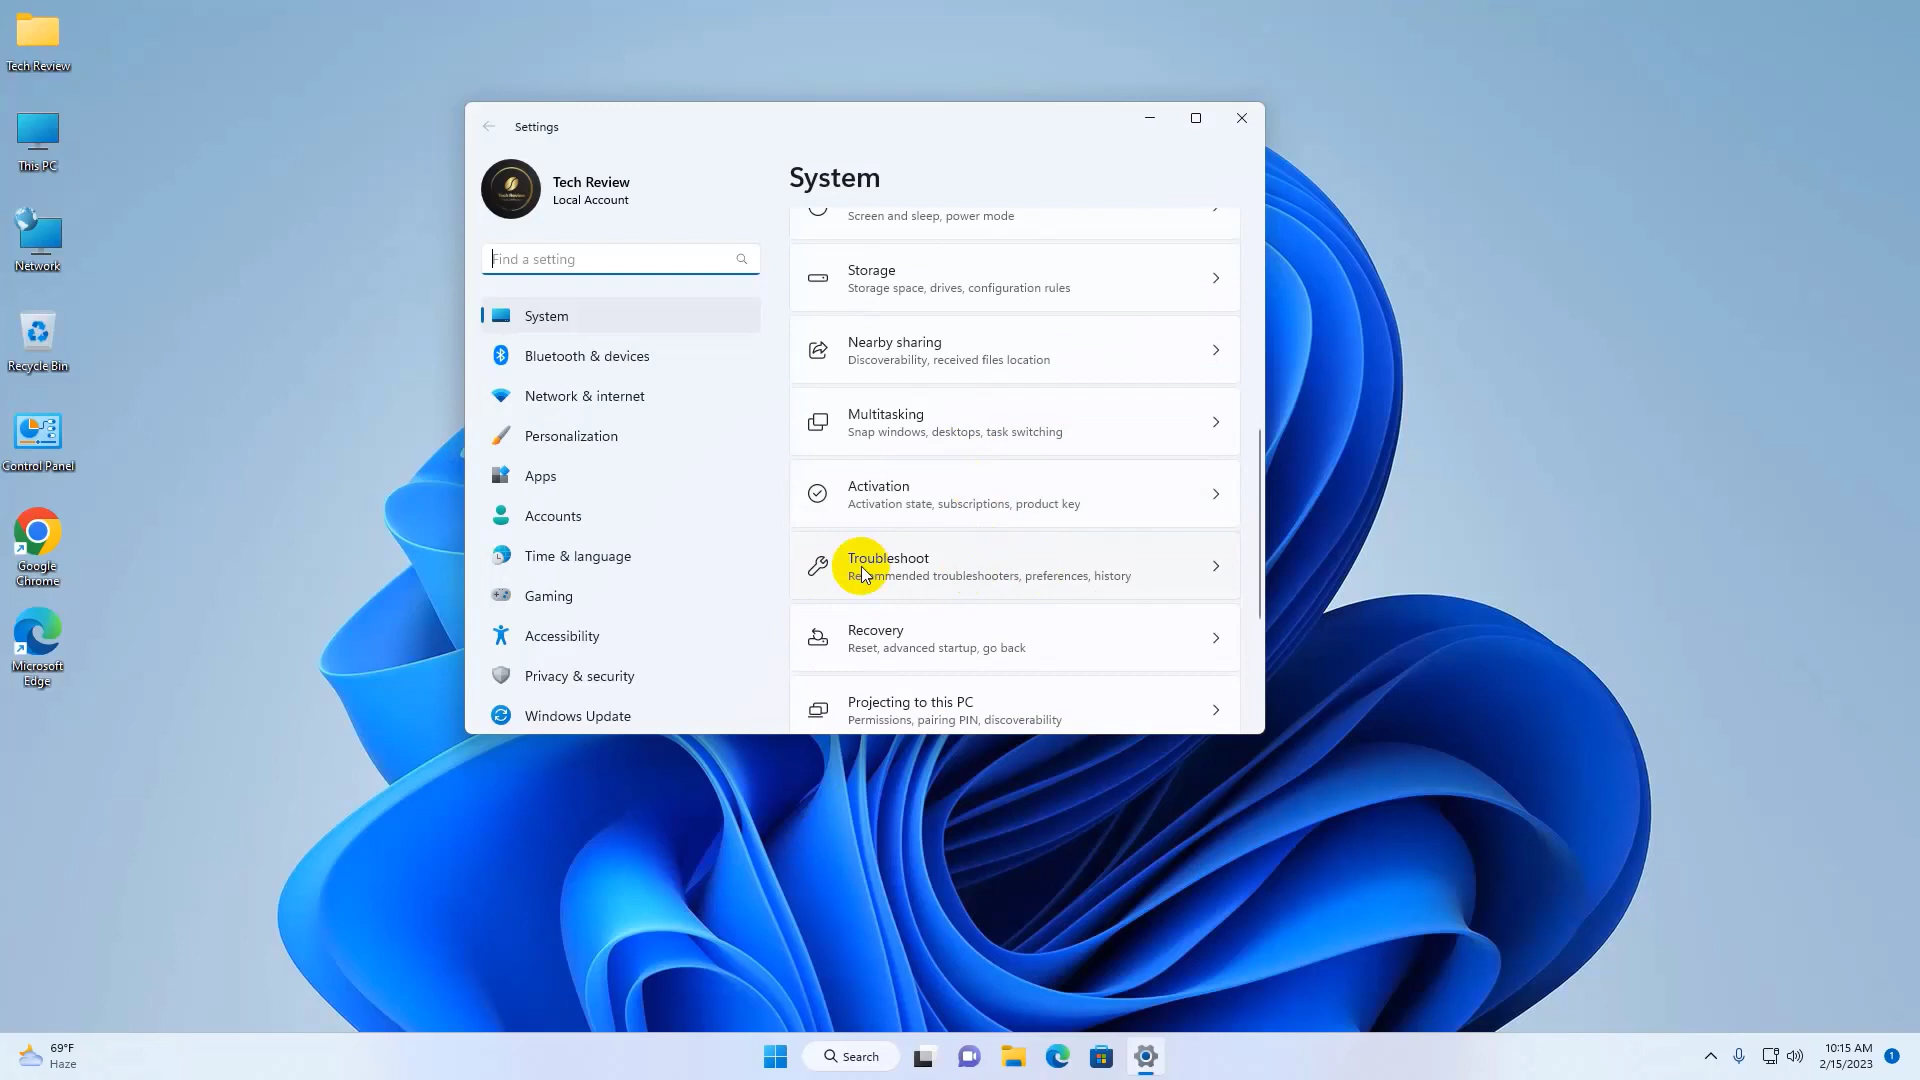 Tech Review
This PC
Network
Recycle Bin
Control Panel
Google
Chrome
Microsoft
Edge
Settings
Tech Review
Local Account
Find a setting
System
Bluetooth & devices
Network & internet
Personalization
Apps
Accounts
Time & language
Gaming
Accessibility
Privacy & security
Windows Update
System
Screen and sleep, power mode
Storage
Storage space, drives, configuration rules
Nearby sharing
Discoverability, received files location
Multitasking
Snap windows, desktops, task switching
Activation
Activation state, subscriptions, product key
Troubleshoot
Recommended troubleshooters, preferences, history
Recovery
Reset, advanced startup, go back
Projecting to this PC
Permissions, pairing PIN, discoverability
69°F
Haze
Search
10:15 AM
2/15/2023
1